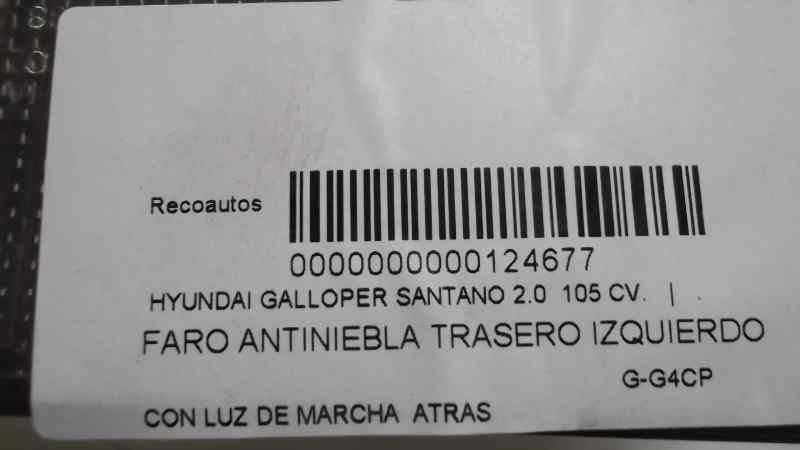 Recoautos
0000000000124677
HYUNDAI GALLOPER SANTANO 2.0 105 CV. |
FARO ANTINIEBLA TRASERO IZQUIERDO
G-G4CP
CON LUZ DE MARCHA ATRAS